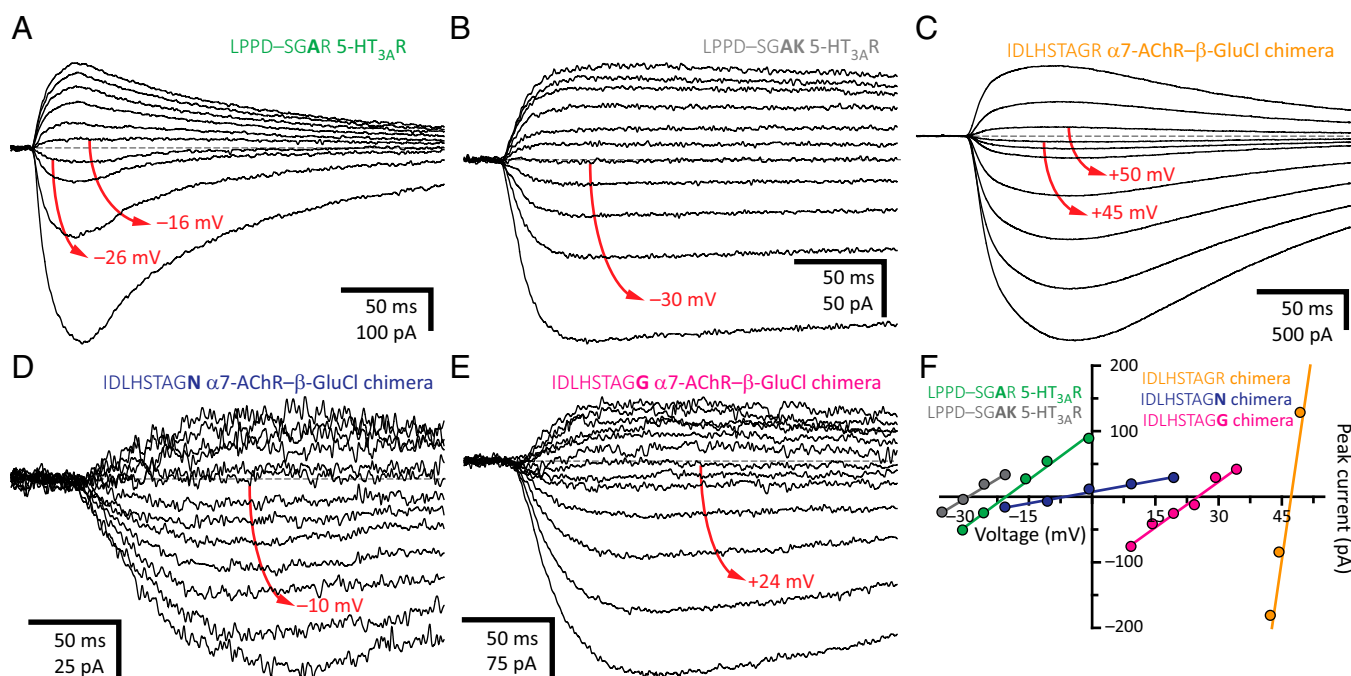 A
LPPD–SGAR 5-HT3AR
–16 mV
–26 mV
50 ms
100 pA
B
LPPD–SGAK 5-HT3AR
–30 mV
50 ms
50 pA
C
IDLHSTAGR α7-AChR–β-GluCl chimera
+50 mV
+45 mV
50 ms
500 pA
D
IDLHSTAGN α7-AChR–β-GluCl chimera
–10 mV
50 ms
25 pA
E
IDLHSTAGG α7-AChR–β-GluCl chimera
+24 mV
50 ms
75 pA
F
LPPD–SGAR 5-HT3AR
LPPD–SGAK 5-HT3AR
IDLHSTAGR chimera
IDLHSTAGN chimera
IDLHSTAGG chimera
200
100
–100
–200
–30
–15
15
30
45
Voltage (mV)
Peak current (pA)